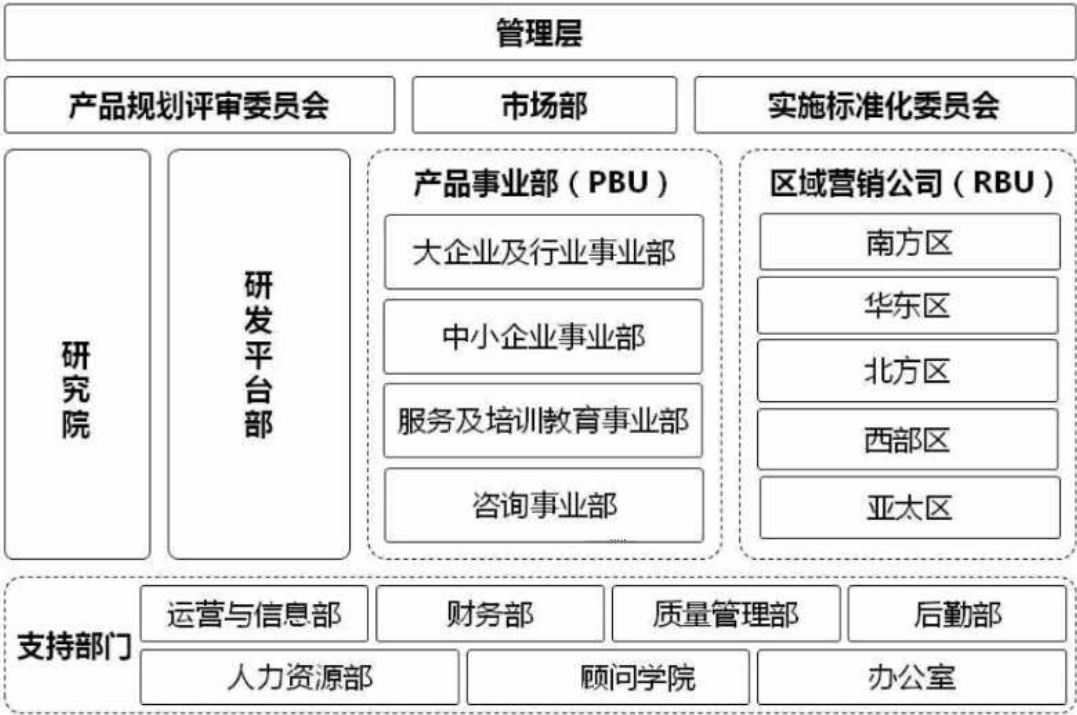 管理层
产品规划评审委员会
市场部
实施标准化委员会
研究院
研发平台部
产品事业部（PBU）
大企业及行业事业部
中小企业事业部
服务及培训教育事业部
咨询事业部
区域营销公司（RBU）
南方区
华东区
北方区
西部区
亚太区
支持部门
运营与信息部
财务部
质量管理部
后勤部
人力资源部
顾问学院
办公室